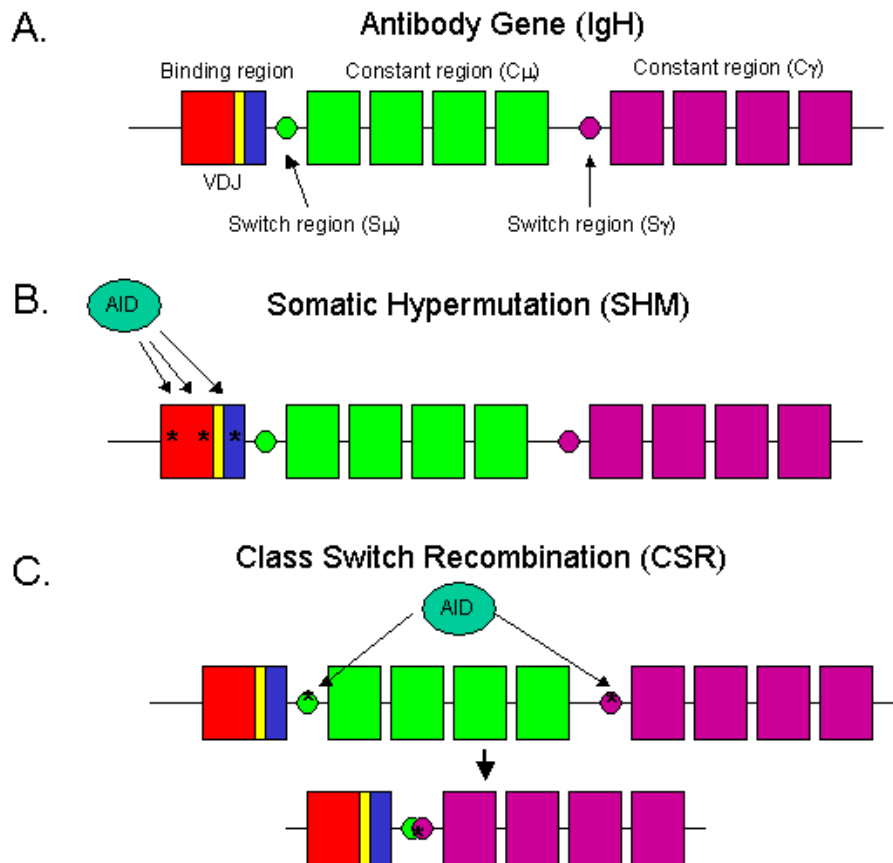 A.
Antibody Gene (IgH)
Binding region
Constant region (Cμ)
Constant region (Cγ)
VDJ
Switch region (Sμ)
Switch region (Sγ)
B.
AID
Somatic Hypermutation (SHM)
* * *
C.
Class Switch Recombination (CSR)
AID
* *
*